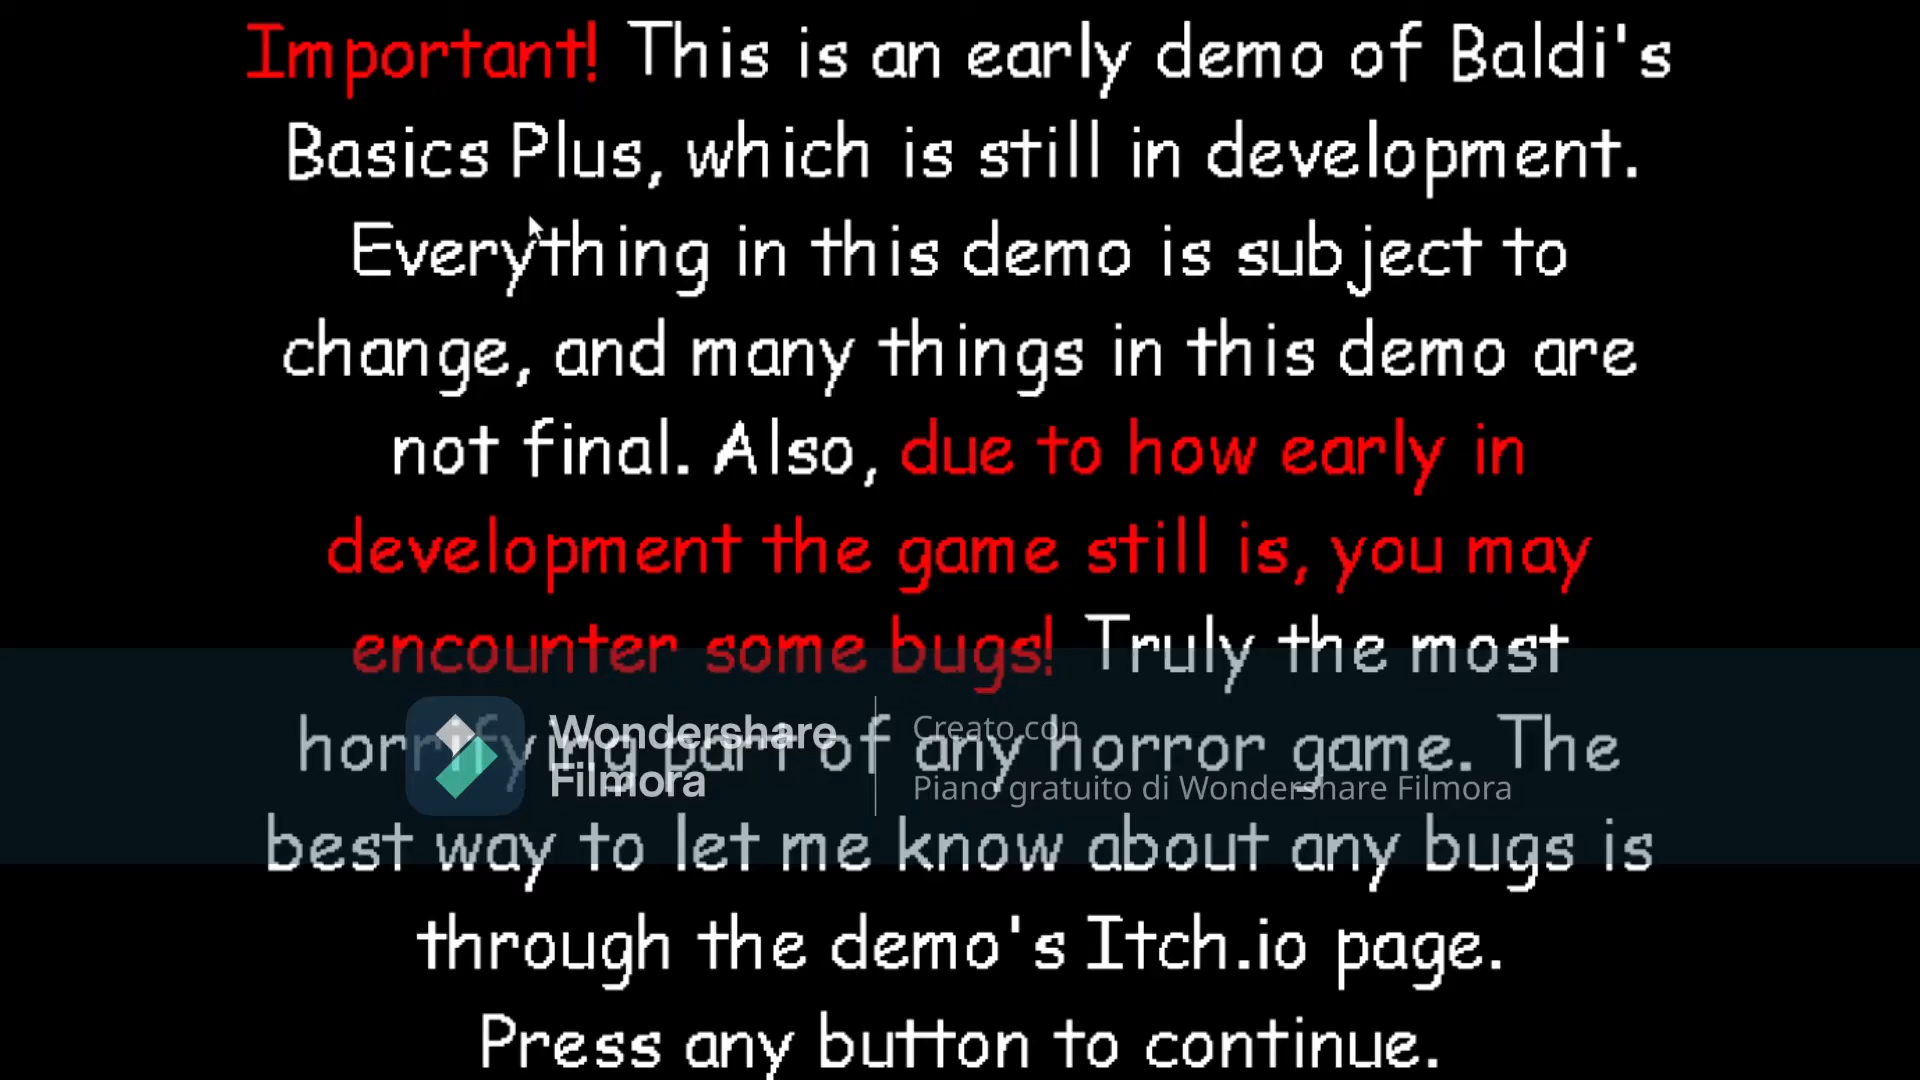 Important! This is an early demo of Baldi's
Basics Plus, which is still in development.
Everything in this demo is subject to
change, and many things in this demo are
not final. Also, due to how early in
development the game still is, you may
encounter some bugs! Truly the most
horrifying part of any horror game. The
Wondershare
Filmora
Creato con
Piano gratuito di Wondershare Filmora
best way to let me know about any bugs is
through the demo's Itch.io page.
Press any button to continue.